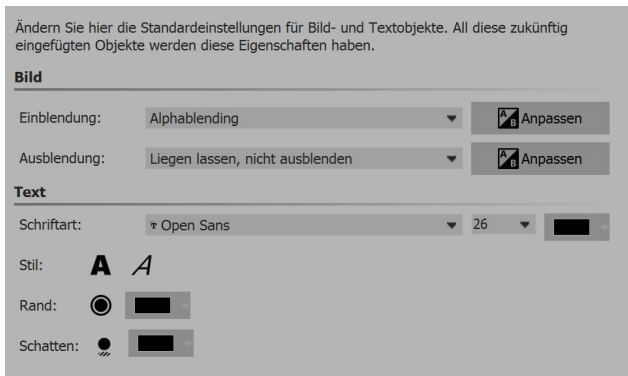 Ändern Sie hier die Standardeinstellungen für Bild- und Textobjekte. All diese zukünftig
eingefügten Objekte werden diese Eigenschaften haben.
Bild
Einblendung: Alphablending A B Anpassen
Ausblendung: Liegen lassen, nicht ausblenden A B Anpassen
Text
Schriftart: T Open Sans 26
Stil: A A
Rand:
Schatten: